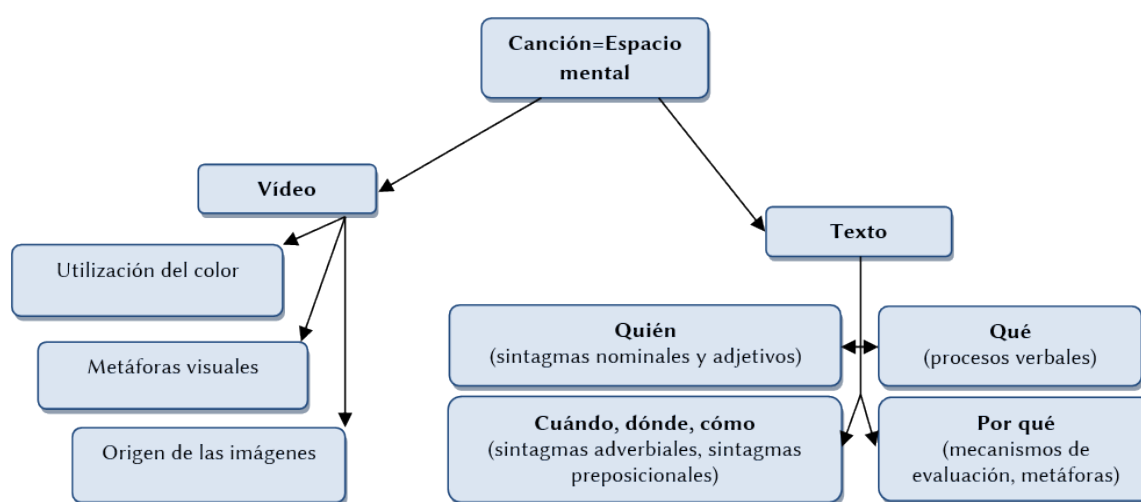 Canción=Espacio
mental
Vídeo
Texto
Utilización del color
Metáforas visuales
Origen de las imágenes
Quién
(sintagmas nominales y adjetivos)
Qué
(procesos verbales)
Cuándo, dónde, cómo
(sintagmas adverbiales, sintagmas
preposicionales)
Por qué
(mecanismos de
evaluación, metáforas)